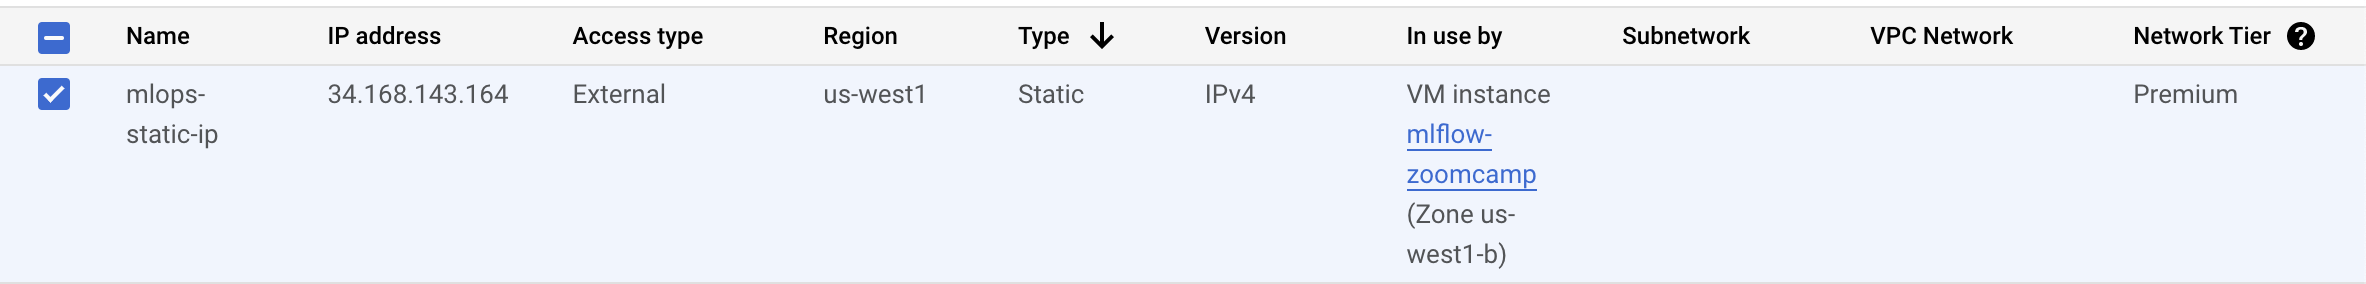 Name IP address Access type Region Type Version In use by Subnetwork VPC Network Network Tier ?
mlops- 34.168.143.164 External us-west1 Static IPv4 VM instance Premium
static-ip mlflow-
zoomcamp
(Zone us-
west1-b)